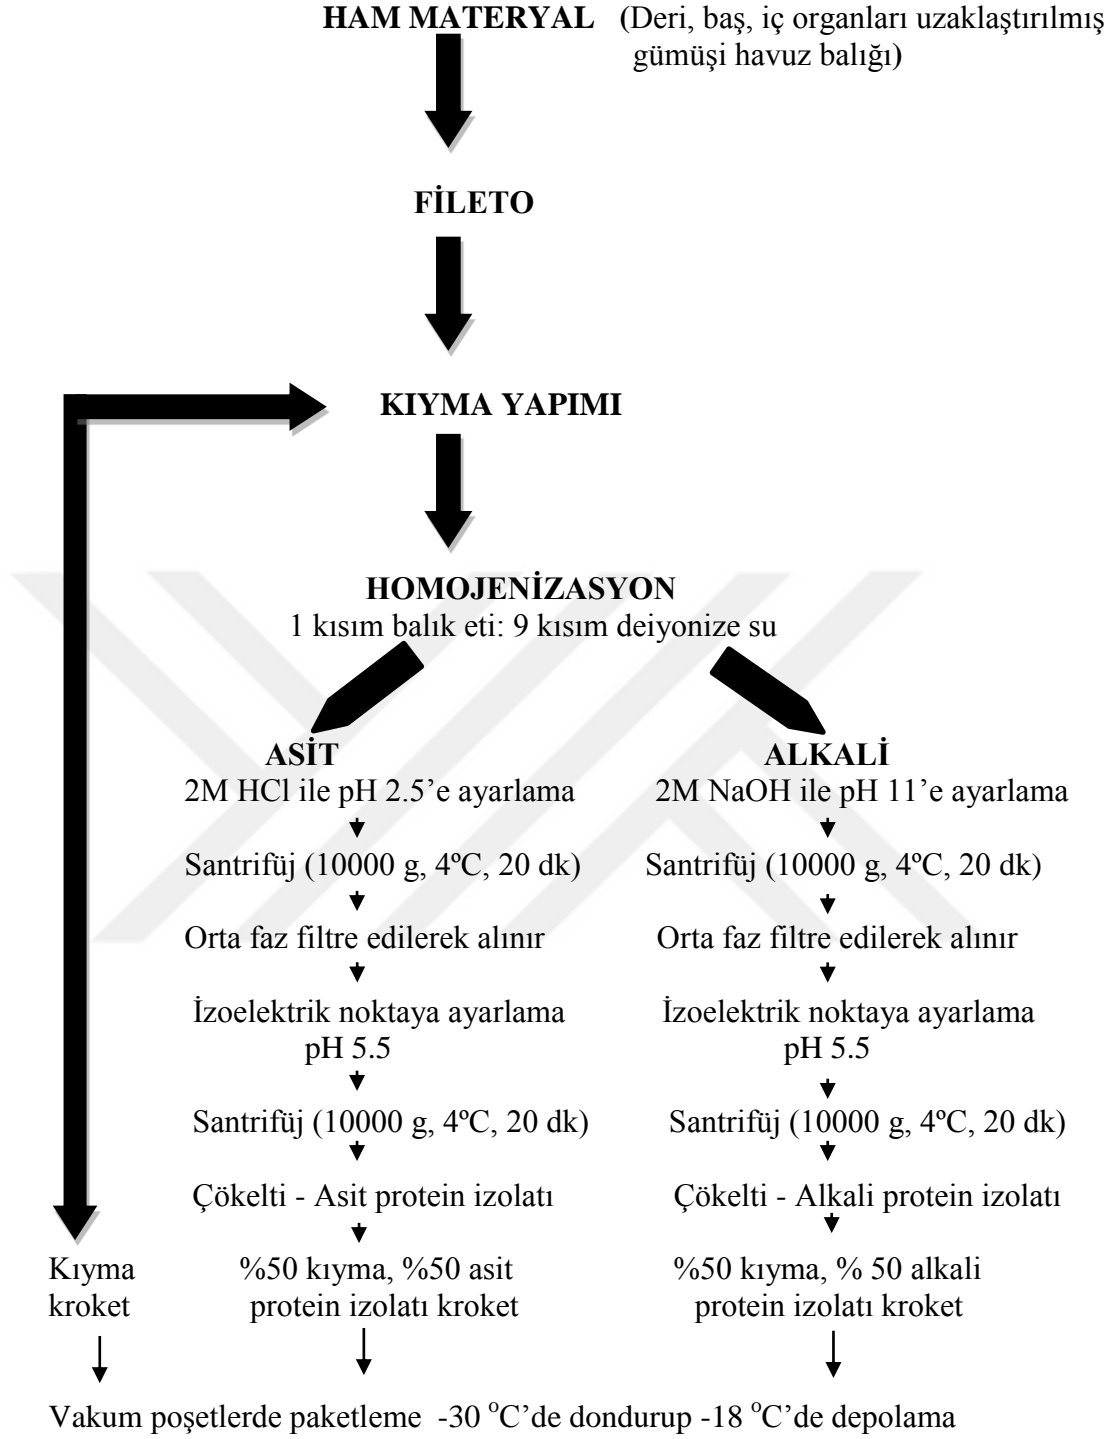 HAM MATERYAL (Deri, baş, iç organları uzaklaştırılmış
gümüşi havuz balığı)
FİLETO
KIYMA YAPIMI
HOMOJENİZASYON
1 kısım balık eti: 9 kısım deiyonize su
ASİT
2M HCl ile pH 2.5’e ayarlama
Santrifüj (10000 g, 4ºC, 20 dk)
Orta faz filtre edilerek alınır
İzoelektrik noktaya ayarlama
pH 5.5
Santrifüj (10000 g, 4ºC, 20 dk)
Çökelti - Asit protein izolatı
%50 kıyma, %50 asit
protein izolatı kroket
ALKALİ
2M NaOH ile pH 11’e ayarlama
Santrifüj (10000 g, 4ºC, 20 dk)
Orta faz filtre edilerek alınır
İzoelektrik noktaya ayarlama
pH 5.5
Santrifüj (10000 g, 4ºC, 20 dk)
Çökelti - Alkali protein izolatı
%50 kıyma, % 50 alkali
protein izolatı kroket
Kıyma
kroket
Vakum poşetlerde paketleme -30 ºC’de dondurup -18 ºC’de depolama